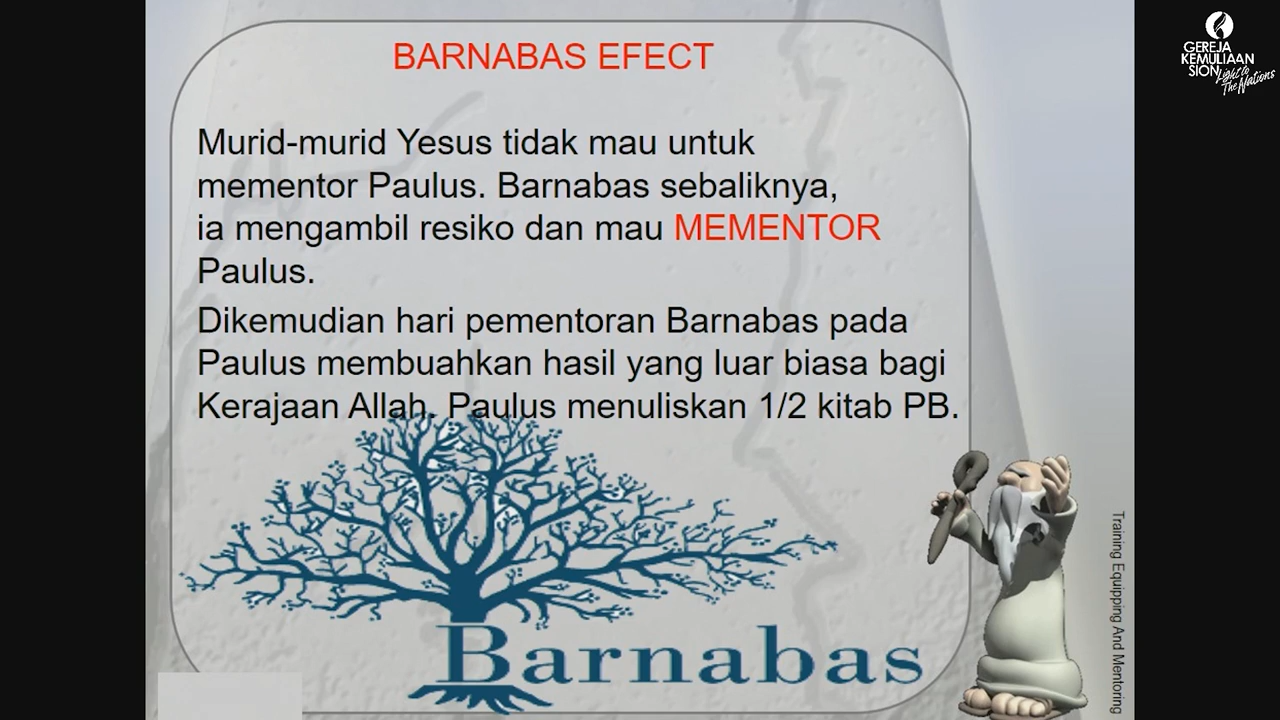 BARNABAS EFECT
Murid-murid Yesus tidak mau untuk
mementor Paulus. Barnabas sebaliknya,
ia mengambil resiko dan mau MEMENTOR
Paulus.
Dikemudian hari pementoran Barnabas pada
Paulus membuahkan hasil yang luar biasa bagi
Kerajaan Allah. Paulus menuliskan 1/2 kitab PB.
Barnabas
Training Equipping And Mentoring
GEREJA
KEMULIAAN
SION
Light to
The Nations